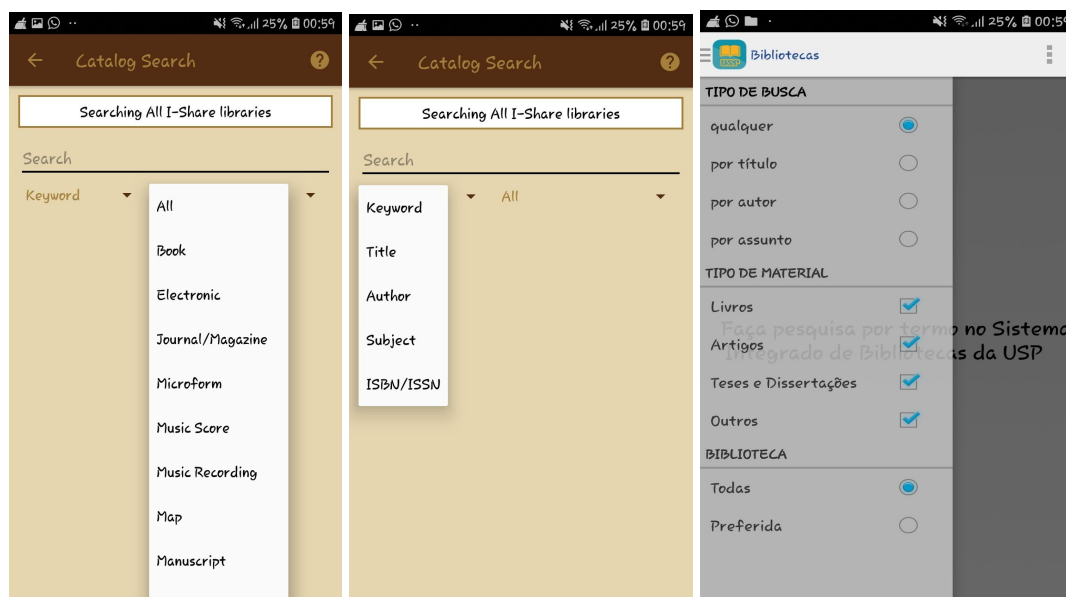 25% 00:59
Catalog Search ?
Searching All I-Share libraries
Search
Keyword
All
Book
Electronic
Journal/Magazine
Microform
Music Score
Music Recording
Map
Manuscript
25% 00:59
Catalog Search ?
Searching All I-Share libraries
Search
All
Keyword
Title
Author
Subject
ISBN/ISSN
25% 00:59
USP Bibliotecas
TIPO DE BUSCA
qualquer
por título
por autor
por assunto
TIPO DE MATERIAL
Livros
Artigos
Teses e Dissertações
Outros
BIBLIOTECA
Todas
Preferida
Faça pesquisa por termo no Sistema
Integrado de Bibliotecas da USP